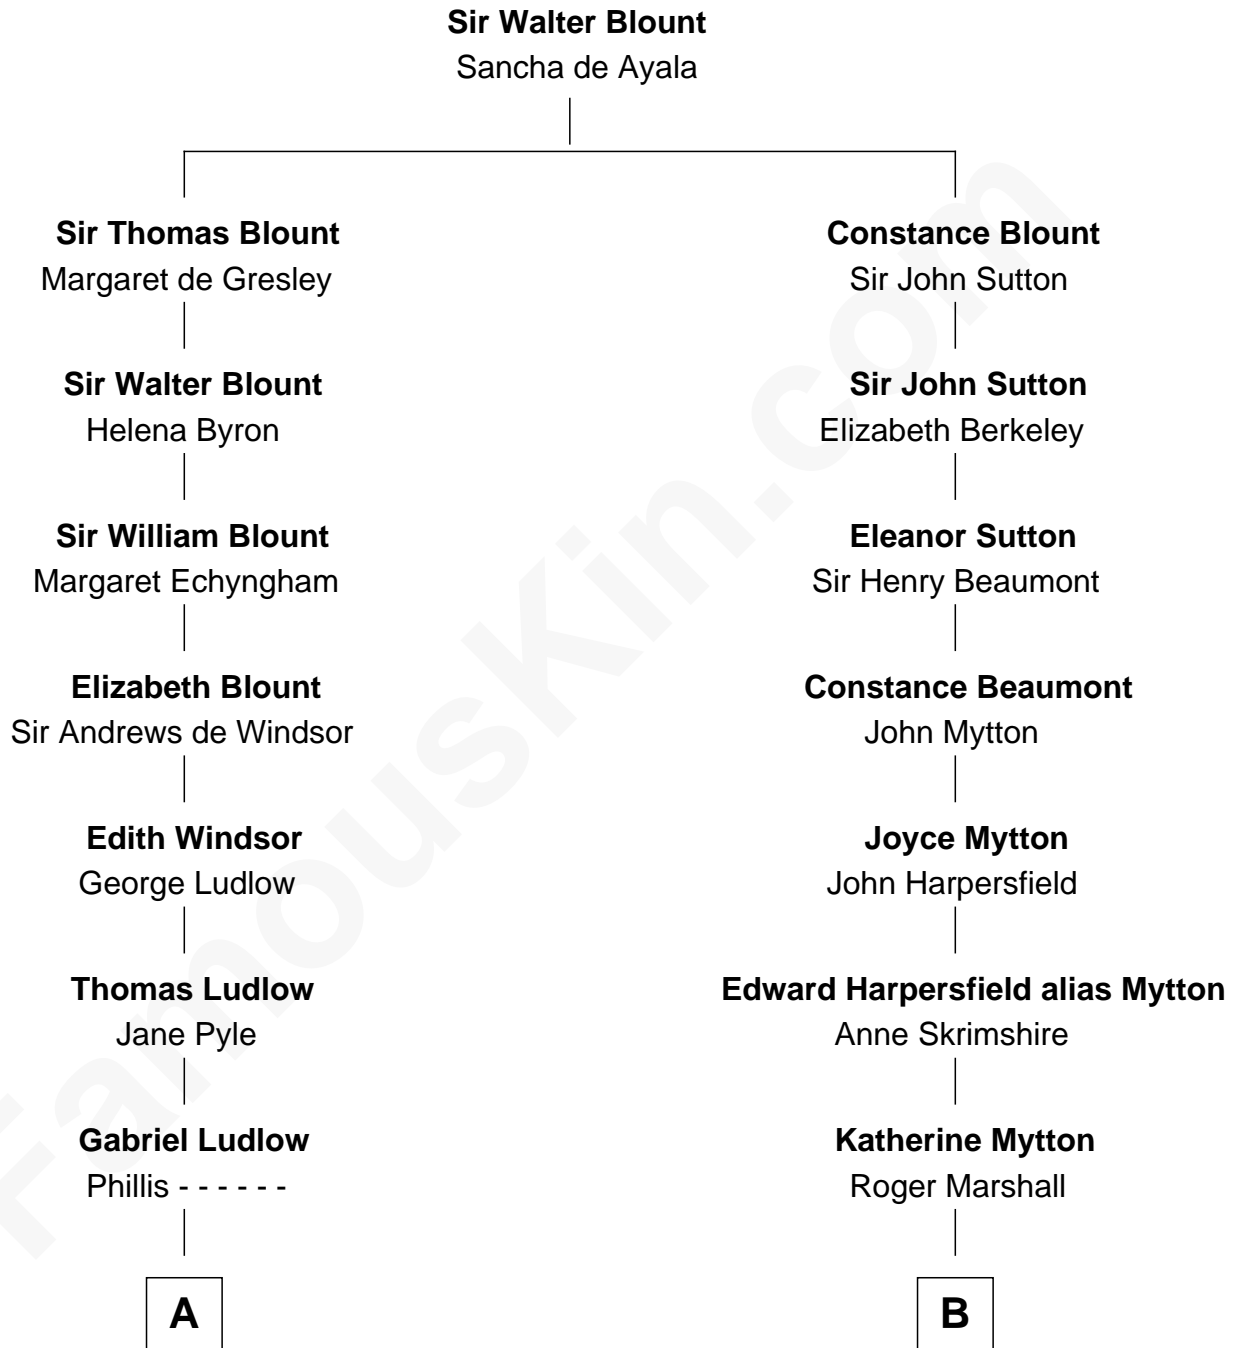 Sir Walter Blount
Sancha de Ayala
Sir Thomas Blount
Margaret de Gresley
Constance Blount
Sir John Sutton
Sir Walter Blount
Helena Byron
Sir John Sutton
Elizabeth Berkeley
Sir William Blount
Margaret Echyngham
Eleanor Sutton
Sir Henry Beaumont
Elizabeth Blount
Sir Andrews de Windsor
Constance Beaumont
John Mytton
Edith Windsor
George Ludlow
Joyce Mytton
John Harpersfield
Thomas Ludlow
Jane Pyle
Edward Harpersfield alias Mytton
Anne Skrimshire
Gabriel Ludlow
Phillis - - - - - -
Katherine Mytton
Roger Marshall
A
B
FamousKin.com